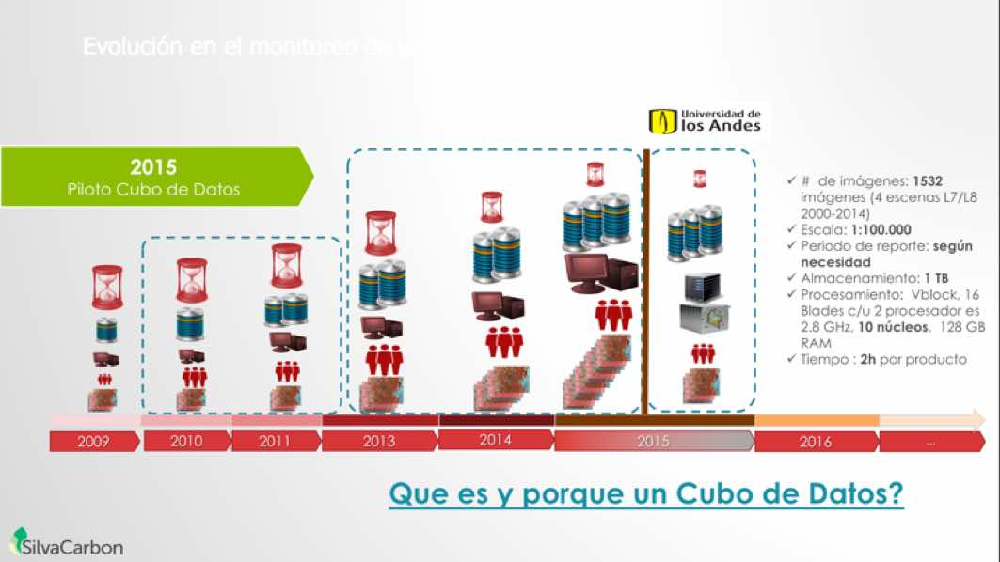 Evolución en el monitoreo de
Universidad de
los Andes
2015
Piloto Cubo de Datos
✓ # de imágenes: 1532
imágenes (4 escenas L7/L8
2000-2014)
✓ Escala: 1:100.000
✓ Periodo de reporte: según
necesidad
✓ Almacenamiento: 1 TB
✓ Procesamiento: Vblock, 16
Blades c/u 2 procesador es
2.8 GHz, 10 núcleos. 128 GB
RAM
✓ Tiempo : 2h por producto
2009
2010
2011
2013
2014
2015
2016
...
Que es y porque un Cubo de Datos?
SilvaCarbon